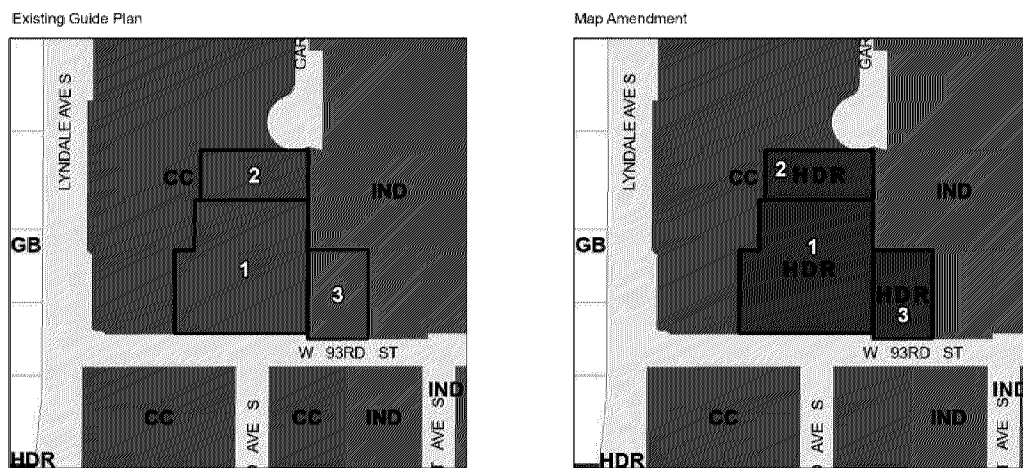 Existing Guide Plan
LYNDALE AVE S
GAR
CC
2
IND
GB
1
3
W 93RD ST
CC
AVE S
CC
IND
IND
AVE S
HDR
Map Amendment
LYNDALE AVE S
GAR
CC
2
HDR
IND
GB
1
HDR
HDR
3
W 93RD ST
CC
AVE S
IND
IND
AVE S
HDR